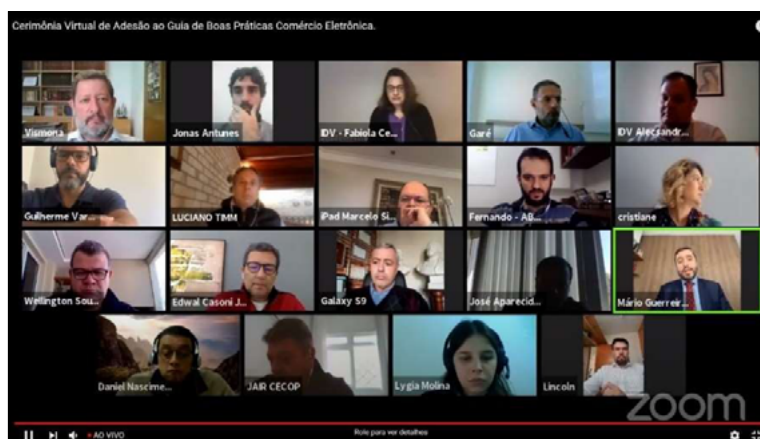 Cerimônia Virtual de Adesão ao Guia de Boas Práticas Comércio Eletrônica.
Vismona
Jonas Antunes
IDV - Fabiola Ce...
Garé
IDV Alecsandr...
Guilherme Var...
LUCIANO TIMM
iPad Marcelo Si...
Fernando - AB...
cristiane
Wellington Sou...
Edwal Casoni J...
Galaxy S9
José Aparecid...
Mário Guerreir...
Daniel Nascime...
JAIR CECOP
Lygia Molina
Lincoln
zoom
AO VIVO
Role para ver detalhes